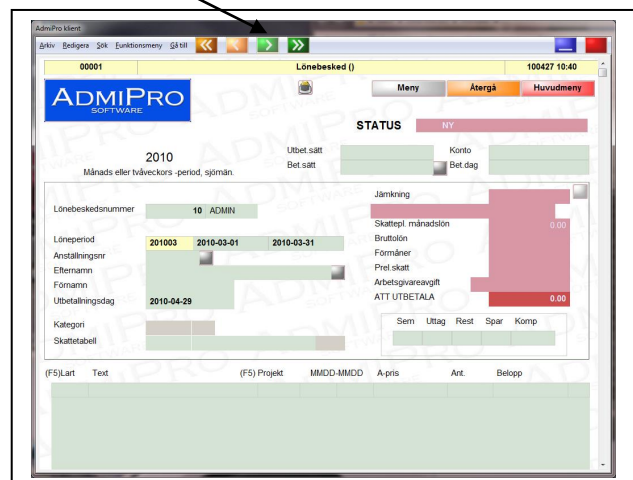 AdmiPro klient
Arkiv Redigera Sök Funktionsmeny Gå till
00001 Lönebesked () 100427 10:40
ADMIPRO
SOFTWARE
Meny Återgå Huvudmeny
STATUS NY
2010
Månads eller tvåveckors -period, sjömän.
Utbet.sätt Konto
Bet.sätt Bet.dag
Jämkning
Lönebeskedsnummer 10 ADMIN
Skattepl. månadslön 0.00
Löneperiod 201003 2010-03-01 2010-03-31
Bruttolön
Anställningsnr
Förmåner
Efternamn
Prel.skatt
Förnamn
Arbetsgivareavgift
Utbetallningsdag 2010-04-29
ATT UTBETALA 0.00
Kategori
Sem Uttag Rest Spar Komp
Skattetabell
(F5)Lart Text (F5) Projekt MMDD-MMDD A-pris Ant. Belopp